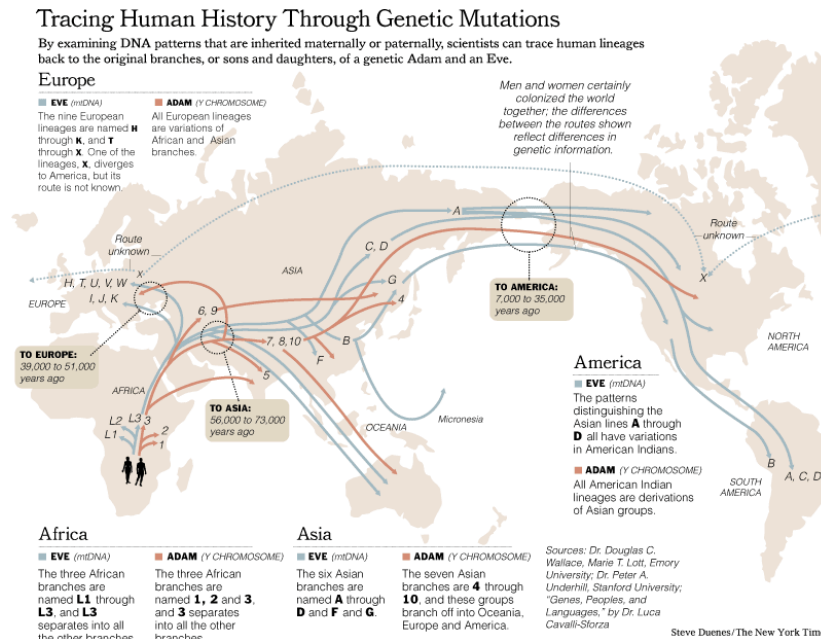 Tracing Human History Through Genetic Mutations
By examining DNA patterns that are inherited maternally or paternally, scientists can trace human lineages
back to the original branches, or sons and daughters, of a genetic Adam and an Eve.
Europe
EVE (mtDNA)
The nine European
lineages are named H
through K, and T
through X. One of the
lineages, X, diverges
to America, but its
route is not known.
ADAM (Y CHROMOSOME)
All European lineages
are variations of
African and Asian
branches.
Men and women certainly
colonized the world
together; the differences
between the routes shown
reflect differences in
genetic information.
Route
unknown
X
H, T, U, V, W
I, J, K
EUROPE
TO EUROPE:
39,000 to 51,000
years ago
ASIA
A
C, D
G
4
6, 9
7, 8,10
B
F
5
TO ASIA:
56,000 to 73,000
years ago
AFRICA
L2
L3
3
L1
2
1
OCEANIA
Micronesia
TO AMERICA:
7,000 to 35,000
years ago
Route
unknown
X
NORTH
AMERICA
America
EVE (mtDNA)
The patterns
distinguishing the
Asian lines A through
D all have variations
in American Indians.
ADAM (Y CHROMOSOME)
All American Indian
lineages are derivations
of Asian groups.
SOUTH
AMERICA
B
A, C, D
Africa
EVE (mtDNA)
The three African
branches are
named L1 through
L3, and L3
separates into all
the other branches
ADAM (Y CHROMOSOME)
The three African
branches are
named 1, 2 and 3,
and 3 separates
into all the other
branches
Asia
EVE (mtDNA)
The six Asian
branches are
named A through
D and F and G.
ADAM (Y CHROMOSOME)
The seven Asian
branches are 4 through
10, and these groups
branch off into Oceania,
Europe and America.
Sources: Dr. Douglas C.
Wallace, Marie T. Lott, Emory
University; Dr. Peter A.
Underhill, Stanford University;
"Genes, Peoples, and
Languages," by Dr. Luca
Cavalli-Sforza
Steve Duenes/The New York Tim